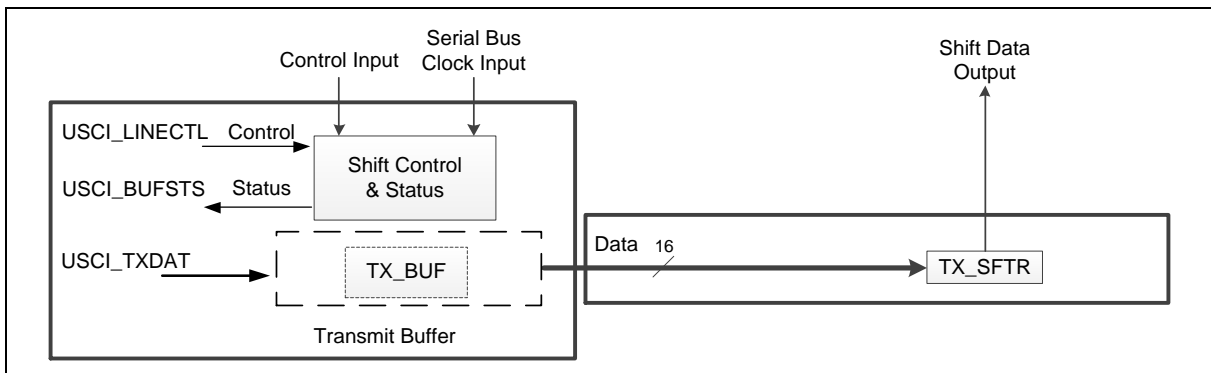 Control Input
Serial Bus
Clock Input
Shift Data
Output
USCI_LINECTL Control
Shift Control
& Status
USCI_BUFSTS Status
USCI_TXDAT
TX_BUF
Transmit Buffer
Data 16
TX_SFTR